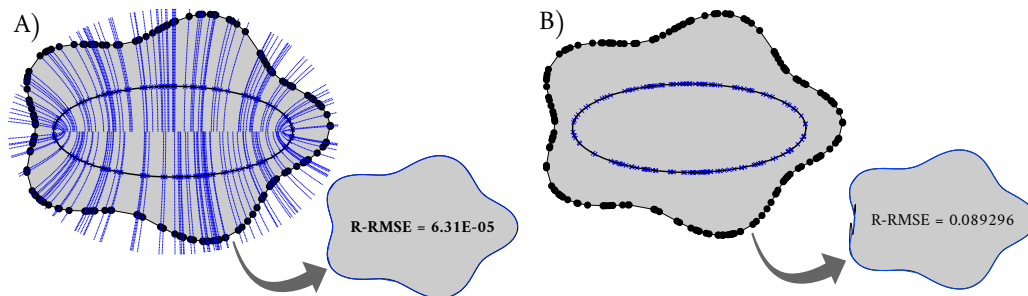 A)
B)
R-RMSE = 6.31E-05
R-RMSE = 0.089296